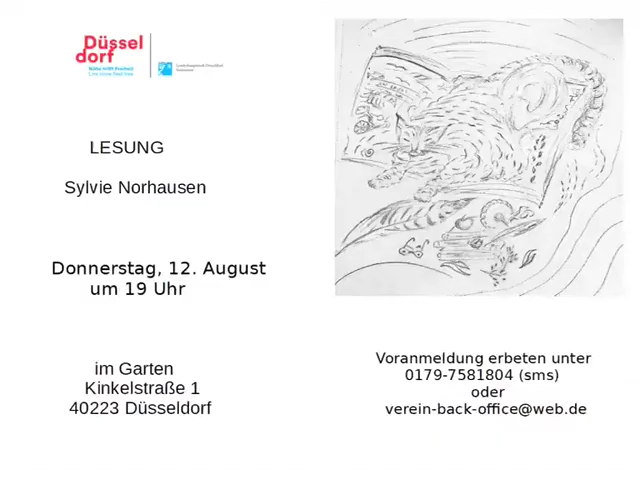 Düssel
dorf
LESUNG
Sylvie Norhausen
Donnerstag, 12. August
um 19 Uhr
im Garten
Kinkelstraße 1
40223 Düsseldorf
Voranmeldung erbeten unter
0179-7581804 (sms)
oder
verein-back-office@web.de